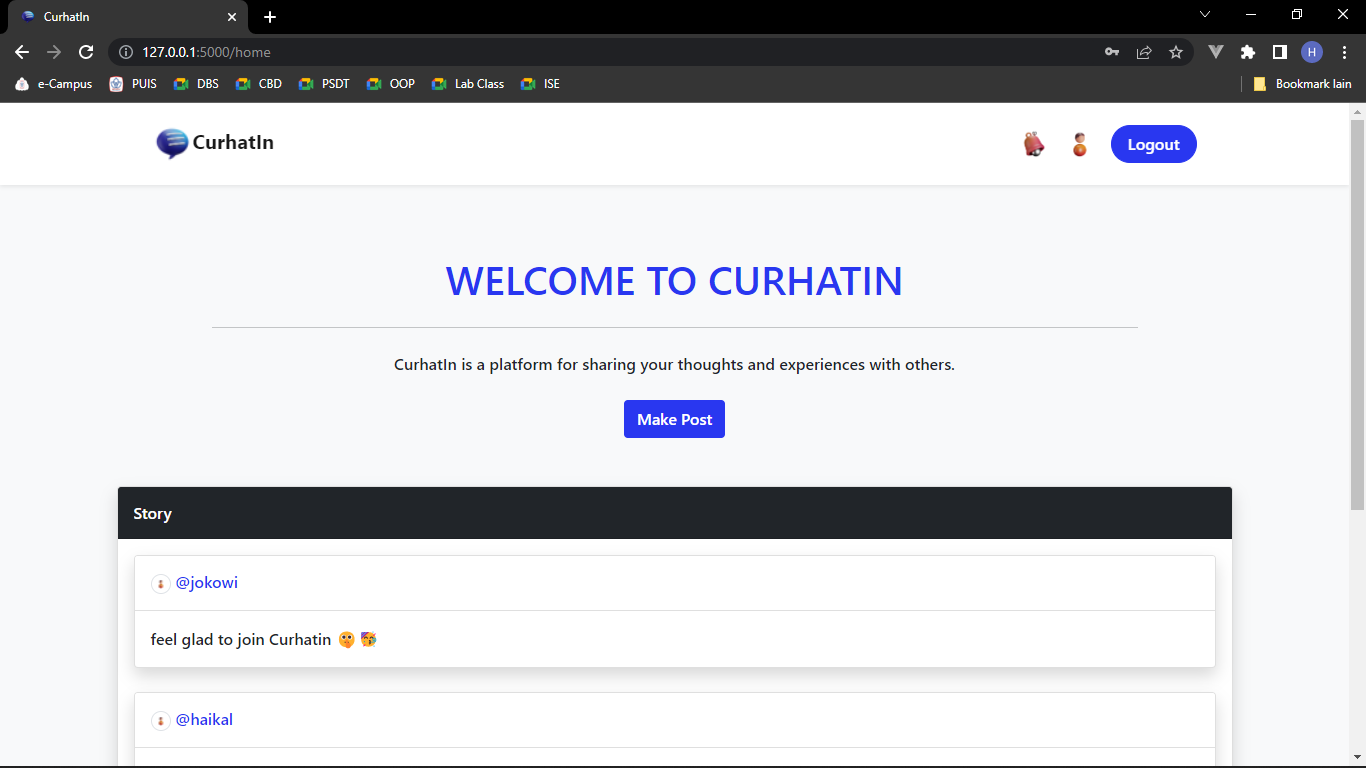 CurhatIn
127.0.0.1:5000/home
H
e-Campus PUIS DBS CBD PSDT OOP Lab Class ISE Bookmark lain
CurhatIn Logout
WELCOME TO CURHATIN
CurhatIn is a platform for sharing your thoughts and experiences with others.
Make Post
Story
@jokowi
feel glad to join Curhatin 🤫 🥳
@haikal